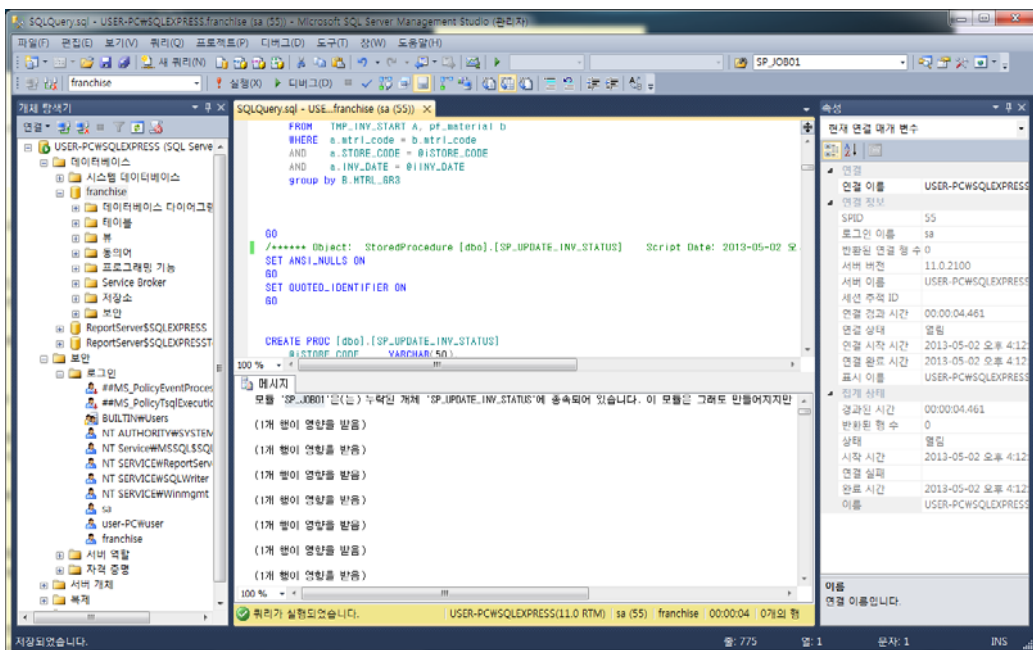 SQLQuery.sql - USER-PC₩SQLEXPRESS.franchise (sa (55)) - Microsoft SQL Server Management Studio (관리자)
파일(F) 편집(E) 보기(V) 쿼리(Q) 프로젝트(P) 디버그(D) 도구(T) 창(W) 도움말(H)
새 쿼리(N) SP_JOB01
franchise 실행(X) 디버그(D)
개체 탐색기
연결
USER-PC₩SQLEXPRESS (SQL Serve
데이터베이스
시스템 데이터베이스
franchise
데이터베이스 다이어그램
테이블
뷰
동의어
프로그래밍 기능
Service Broker
저장소
보안
ReportServer$SQLEXPRESS
ReportServer$SQLEXPRESST
보안
로그인
##MS_PolicyEventProces
##MS_PolicyTsqlExecutio
BUILTIN₩Users
NT AUTHORITY₩SYSTEM
NT Service₩MSSQL$SQL
NT SERVICE₩ReportServ
NT SERVICE₩SQLWriter
NT SERVICE₩Winmgmt
sa
user-PC₩user
franchise
서버 역할
자격 증명
서버 개체
복제
SQLQuery.sql - USE...franchise (sa (55))
FROM TMP_INV_START A, pf_material b
WHERE a.mtrl_code = b.mtrl_code
AND a.STORE_CODE = @iSTORE_CODE
AND a.INV_DATE = @iINV_DATE
group by B.MTRL_GR3
GO
/****** Object: StoredProcedure [dbo].[SP_UPDATE_INV_STATUS] Script Date: 2013-05-02 오
SET ANSI_NULLS ON
GO
SET QUOTED_IDENTIFIER ON
GO
CREATE PROC [dbo].[SP_UPDATE_INV_STATUS]
@iSTORE_CODE VARCHAR(50)
100 %
메시지
모듈 'SP_JOB01'은(는) 누락된 개체 'SP_UPDATE_INV_STATUS'에 종속되어 있습니다. 이 모듈은 그래도 만들어지지만
(1개 행이 영향을 받음)
(1개 행이 영향을 받음)
(1개 행이 영향을 받음)
(1개 행이 영향을 받음)
(1개 행이 영향을 받음)
(1개 행이 영향을 받음)
(1개 행이 영향을 받음)
100 %
쿼리가 실행되었습니다. USER-PC₩SQLEXPRESS(11.0 RTM) sa (55) franchise 00:00:04 0개의 행
속성
현재 연결 매개 변수
연결
연결 이름 USER-PC₩SQLEXPRESS
연결 정보
SPID 55
로그인 이름 sa
반환된 연결 행 수 0
서버 버전 11.0.2100
서버 이름 USER-PC₩SQLEXPRESS
세션 추적 ID
연결 경과 시간 00:00:04.461
연결 상태 열림
연결 시작 시간 2013-05-02 오후 4:12:
연결 완료 시간 2013-05-02 오후 4:12:
표시 이름 USER-PC₩SQLEXPRESS
집계 상태
경과된 시간 00:00:04.461
반환된 행 수 0
상태 열림
시작 시간 2013-05-02 오후 4:12:
연결 실패
완료 시간 2013-05-02 오후 4:12:
이름 USER-PC₩SQLEXPRESS
이름
연결 이름입니다.
저장되었습니다. 줄: 775 열: 1 문자: 1 INS